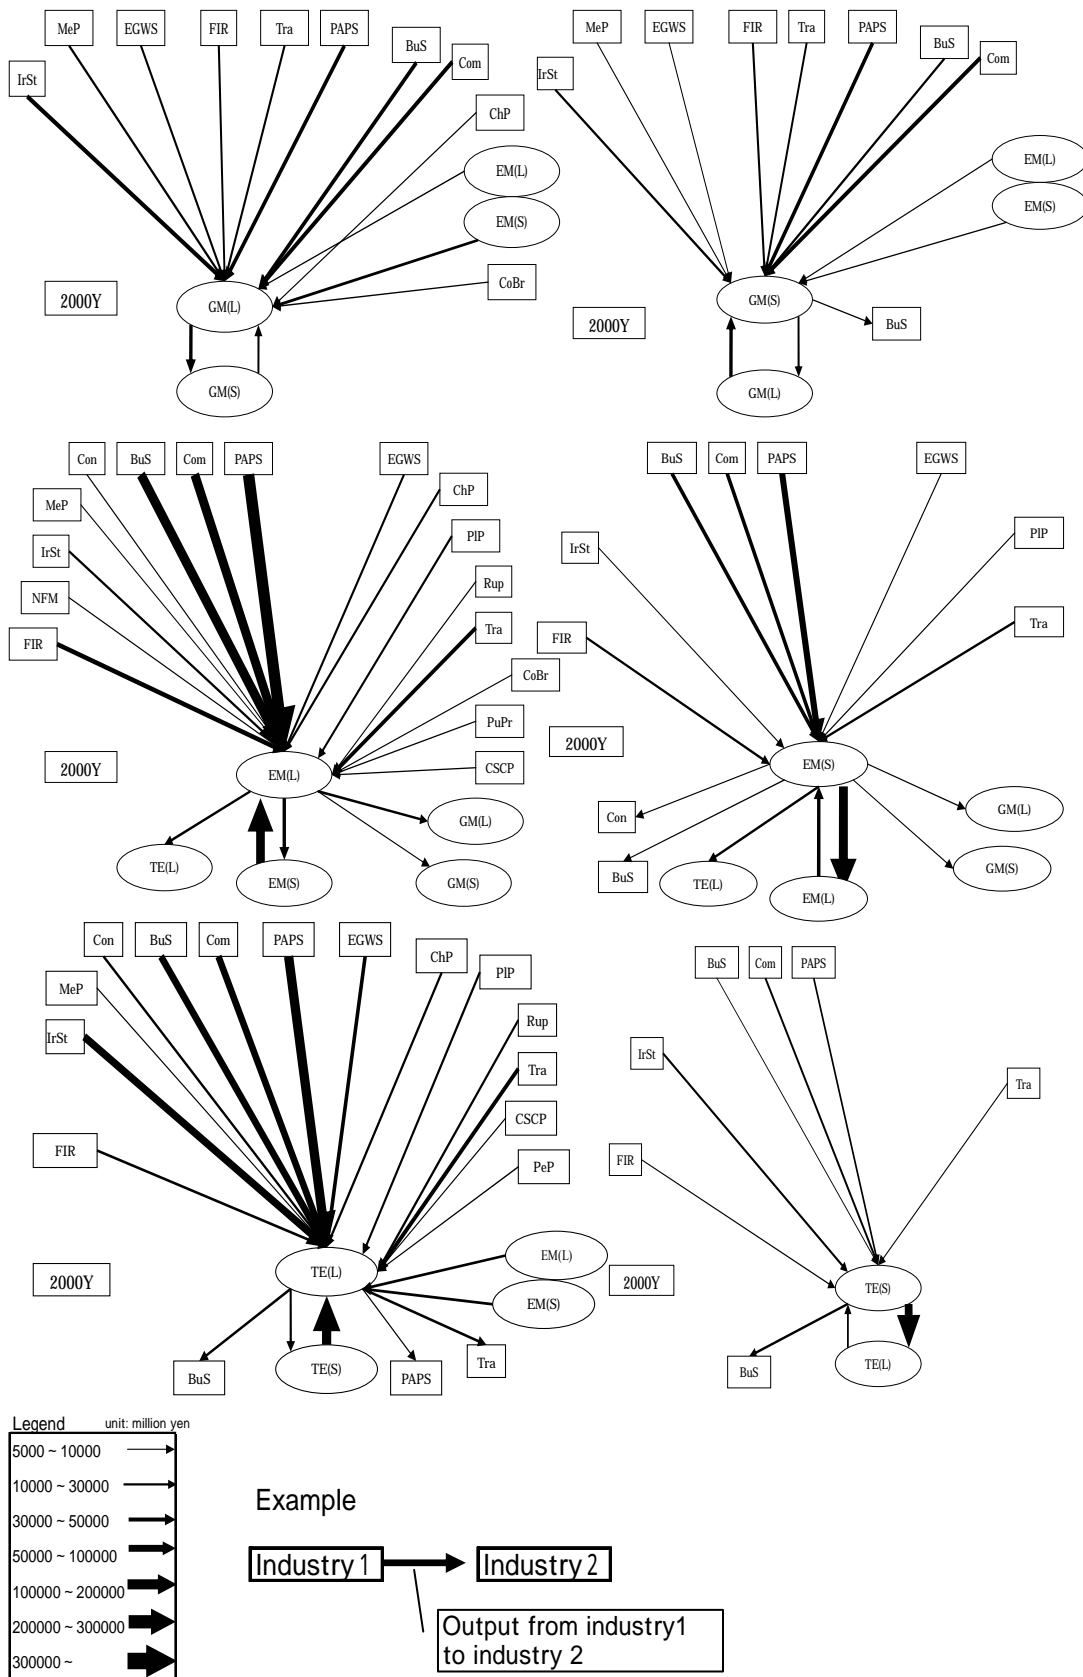 MeP
EGWS
FIR
Tra
PAPS
BuS
Com
IrSt
ChP
EM(L)
EM(S)
CoBr
2000Y
GM(L)
GM(S)
MeP
EGWS
FIR
Tra
PAPS
BuS
Com
IrSt
EM(L)
EM(S)
GM(S)
2000Y
BuS
GM(L)
Con
BuS
Com
PAPS
EGWS
ChP
MeP
PlP
IrSt
Rup
NFM
Tra
FIR
CoBr
PuPr
2000Y
EM(L)
CSCP
GM(L)
TE(L)
EM(S)
GM(S)
BuS
Com
PAPS
EGWS
IrSt
PlP
FIR
Tra
2000Y
EM(S)
Con
GM(L)
BuS
TE(L)
EM(L)
GM(S)
Con
BuS
Com
PAPS
EGWS
ChP
PlP
MeP
IrSt
Rup
Tra
CSCP
FIR
PeP
EM(L)
2000Y
TE(L)
EM(S)
BuS
TE(S)
PAPS
Tra
BuS
Com
PAPS
IrSt
Tra
FIR
2000Y
TE(S)
BuS
TE(L)
Legend unit: million yen
5000 ~ 10000
10000 ~ 30000
30000 ~ 50000
50000 ~ 100000
100000 ~ 200000
200000 ~ 300000
300000 ~
Example
Industry 1
Industry 2
Output from industry1
to industry 2